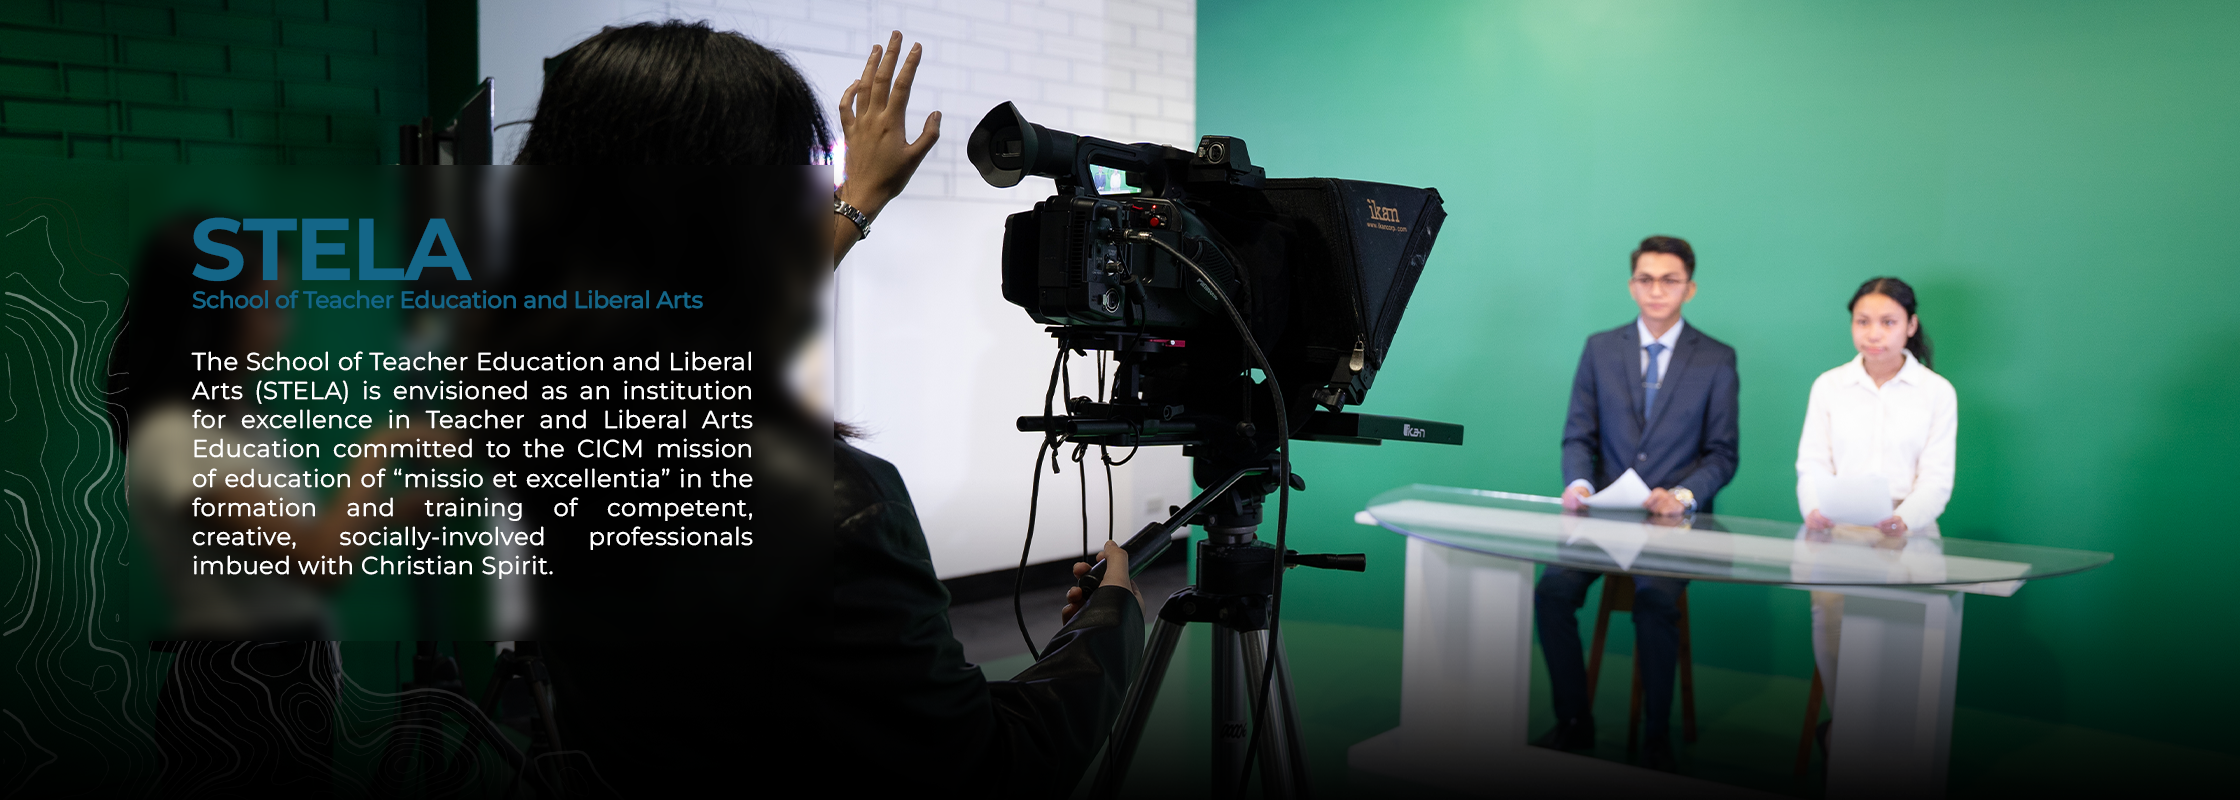 STELA
School of Teacher Education and Liberal Arts
The School of Teacher Education and Liberal
Arts (STELA) is envisioned as an institution
for excellence in Teacher and Liberal Arts
Education committed to the CICM mission
of education of “missio et excellentia” in the
formation and training of competent,
creative, socially-involved professionals
imbued with Christian Spirit.
ikan
www.ikancorp.com
ikan